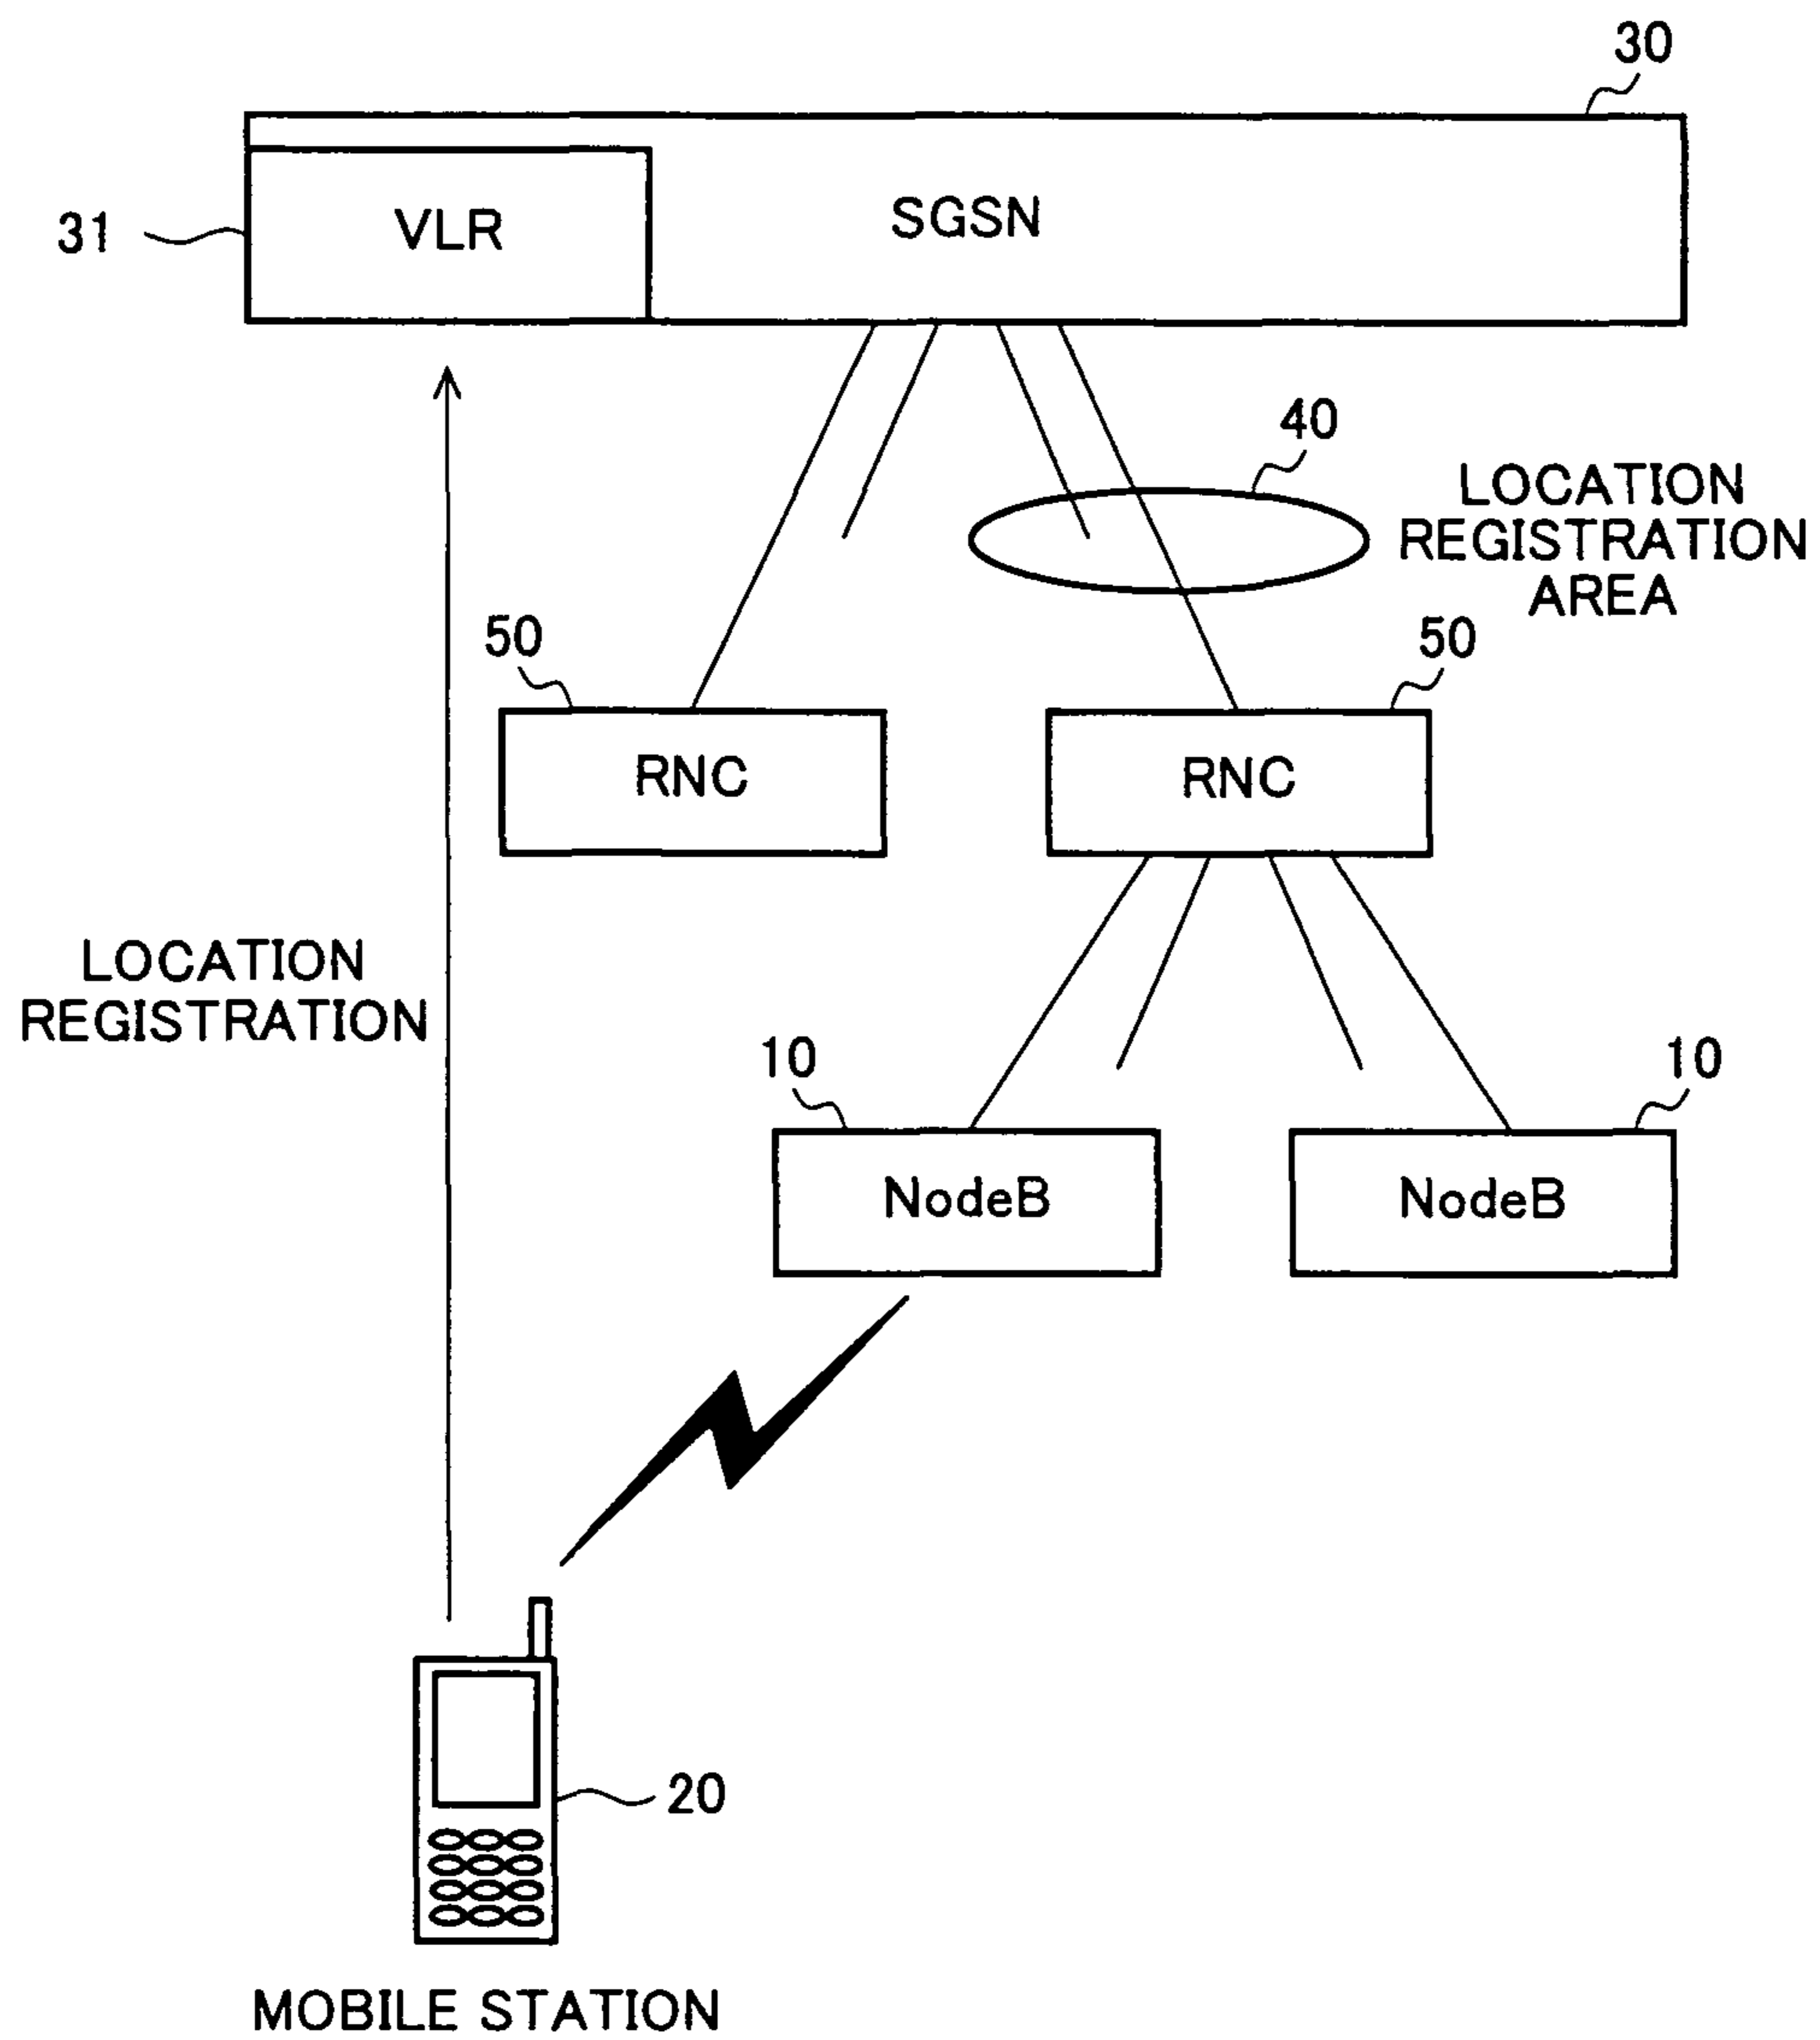 30
31
VLR
SGSN
40
LOCATION
REGISTRATION
AREA
50
50
RNC
RNC
LOCATION
REGISTRATION
10
10
NodeB
NodeB
20
MOBILE STATION